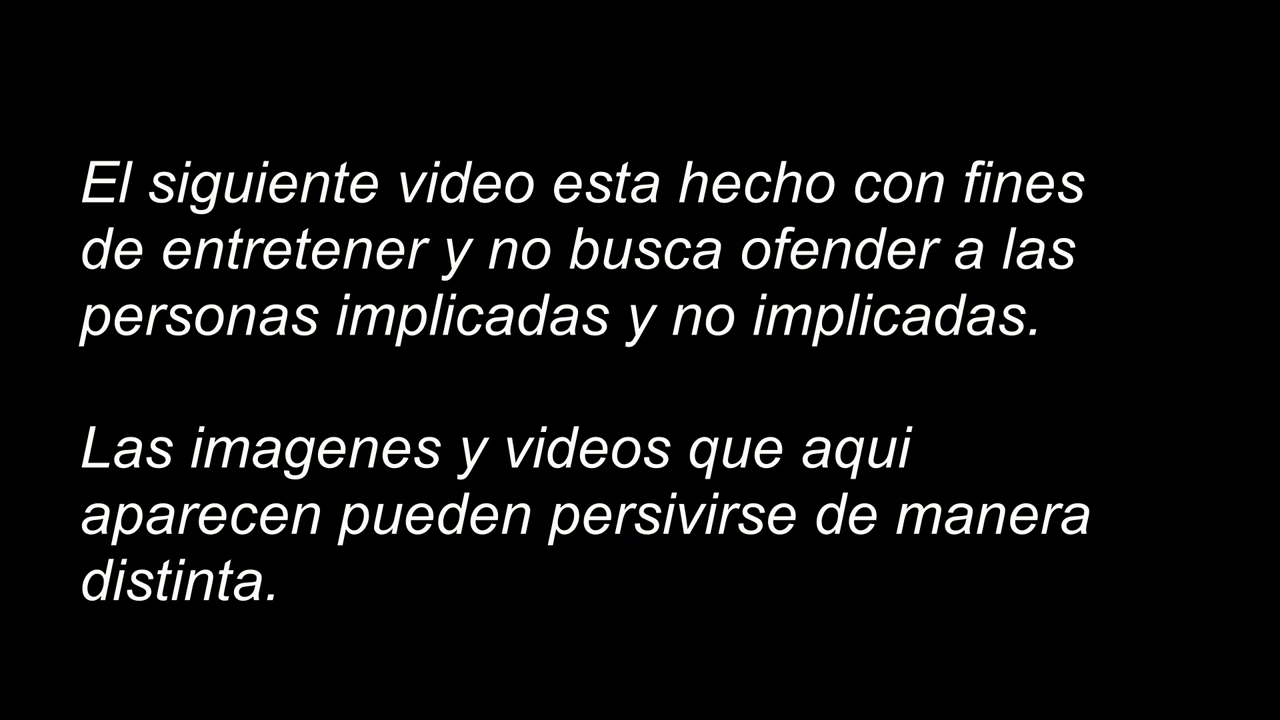 El siguiente video esta hecho con fines
de entretener y no busca ofender a las
personas implicadas y no implicadas.
Las imagenes y videos que aqui
aparecen pueden persivirse de manera
distinta.